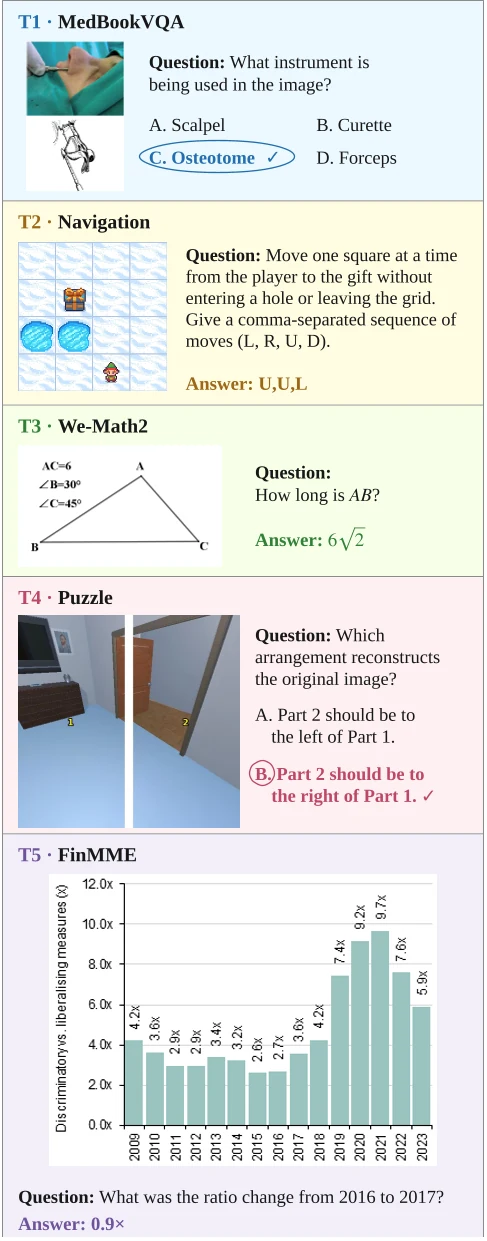 T1 · MedBookVQA
Question: What instrument is
being used in the image?
A. Scalpel
B. Curette
C. Osteotome ✓
D. Forceps
T2 · Navigation
Question: Move one square at a time
from the player to the gift without
entering a hole or leaving the grid.
Give a comma-separated sequence of
moves (L, R, U, D).
Answer: U,U,L
T3 · We-Math2
AC=6
∠B=30°
∠C=45°
A
B
C
Question:
How long is AB?
Answer: 6√2
T4 · Puzzle
1
2
Question: Which
arrangement reconstructs
the original image?
A. Part 2 should be to
the left of Part 1.
B. Part 2 should be to
the right of Part 1. ✓
T5 · FinMME
Discriminatory vs. liberalising measures (x)
12.0x
10.0x
8.0x
6.0x
4.0x
2.0x
0.0x
4.2x
3.6x
2.9x
2.9x
3.4x
3.2x
2.6x
2.7x
3.6x
4.2x
7.4x
9.2x
9.7x
7.6x
5.9x
2009
2010
2011
2012
2013
2014
2015
2016
2017
2018
2019
2020
2021
2022
2023
Question: What was the ratio change from 2016 to 2017?
Answer: 0.9×